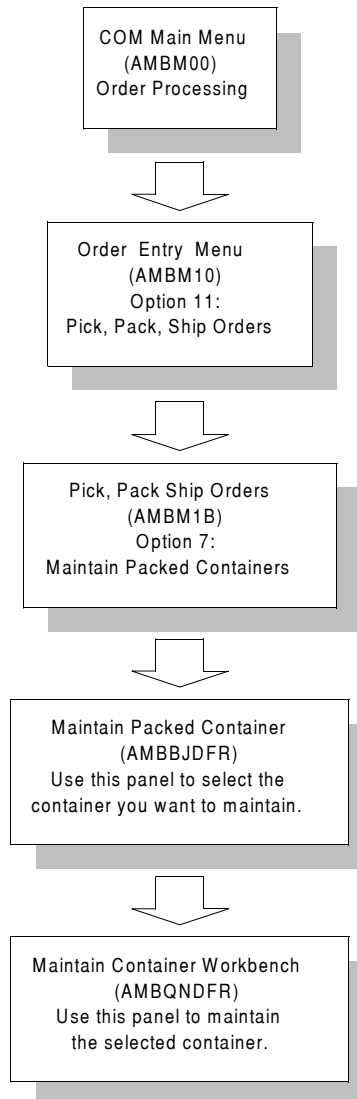 COM Main Menu
(AMBM00)
Order Processing
Order Entry Menu
(AMBM10)
Option 11:
Pick, Pack, Ship Orders
Pick, Pack Ship Orders
(AMBM1B)
Option 7:
Maintain Packed Containers
Maintain Packed Container
(AMBBJDFR)
Use this panel to select the
container you want to maintain.
Maintain Container Workbench
(AMBQNDFR)
Use this panel to maintain
the selected container.